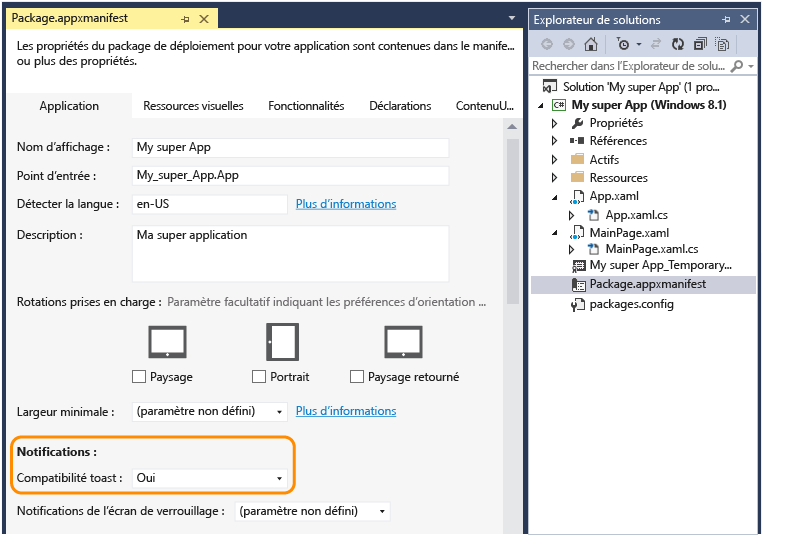 Package.appxmanifest
Les propriétés du package de déploiement pour votre application sont contenues dans le manife...
ou plus des propriétés.
Application Ressources visuelles Fonctionnalités Déclarations ContenuU...
Nom d'affichage : My super App
Point d'entrée : My_super_App.App
Détecter la langue : en-US Plus d'informations
Description : Ma super application
Rotations prises en charge : Paramètre facultatif indiquant les préférences d'orientation ...
Paysage Portrait Paysage retourné
Largeur minimale : (paramètre non défini) Plus d'informations
Notifications :
Compatibilité toast : Oui
Notifications de l'écran de verrouillage : (paramètre non défini)
Explorateur de solutions
Rechercher dans l'Explorateur de solu...
Solution 'My super App' (1 pro...
C# My super App (Windows 8.1)
Propriétés
Références
Actifs
Ressources
App.xaml
App.xaml.cs
MainPage.xaml
MainPage.xaml.cs
My super App_Temporary...
Package.appxmanifest
packages.config